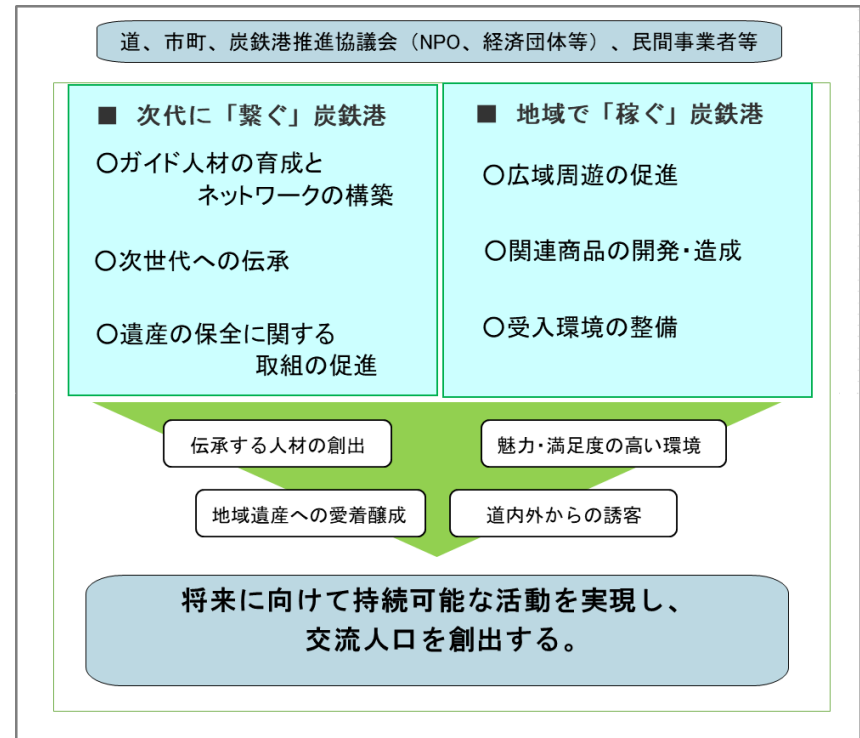 道、市町、炭鉄港推進協議会（NPO、経済団体等）、民間事業者等
■ 次代に「繋ぐ」炭鉄港
〇ガイド人材の育成と
ネットワークの構築
〇次世代への伝承
〇遺産の保全に関する
取組の促進
■ 地域で「稼ぐ」炭鉄港
〇広域周遊の促進
〇関連商品の開発・造成
〇受入環境の整備
伝承する人材の創出
魅力・満足度の高い環境
地域遺産への愛着醸成
道内外からの誘客
将来に向けて持続可能な活動を実現し、
交流人口を創出する。